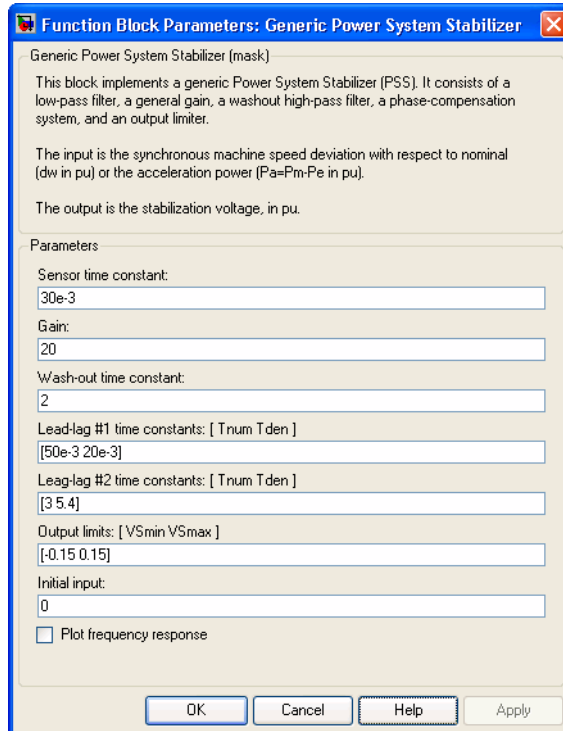 Function Block Parameters: Generic Power System Stabilizer
Generic Power System Stabilizer (mask)
This block implements a generic Power System Stabilizer (PSS). It consists of a
low-pass filter, a general gain, a washout high-pass filter, a phase-compensation
system, and an output limiter.
The input is the synchronous machine speed deviation with respect to nominal
(dw in pu) or the acceleration power (Pa=Pm-Pe in pu).
The output is the stabilization voltage, in pu.
Parameters
Sensor time constant:
30e-3
Gain:
20
Wash-out time constant:
2
Lead-lag #1 time constants: [ Tnum Tden ]
[50e-3 20e-3]
Leag-lag #2 time constants: [ Tnum Tden ]
[3 5.4]
Output limits: [ VSmin VSmax ]
[-0.15 0.15]
Initial input:
0
Plot frequency response
OK Cancel Help Apply